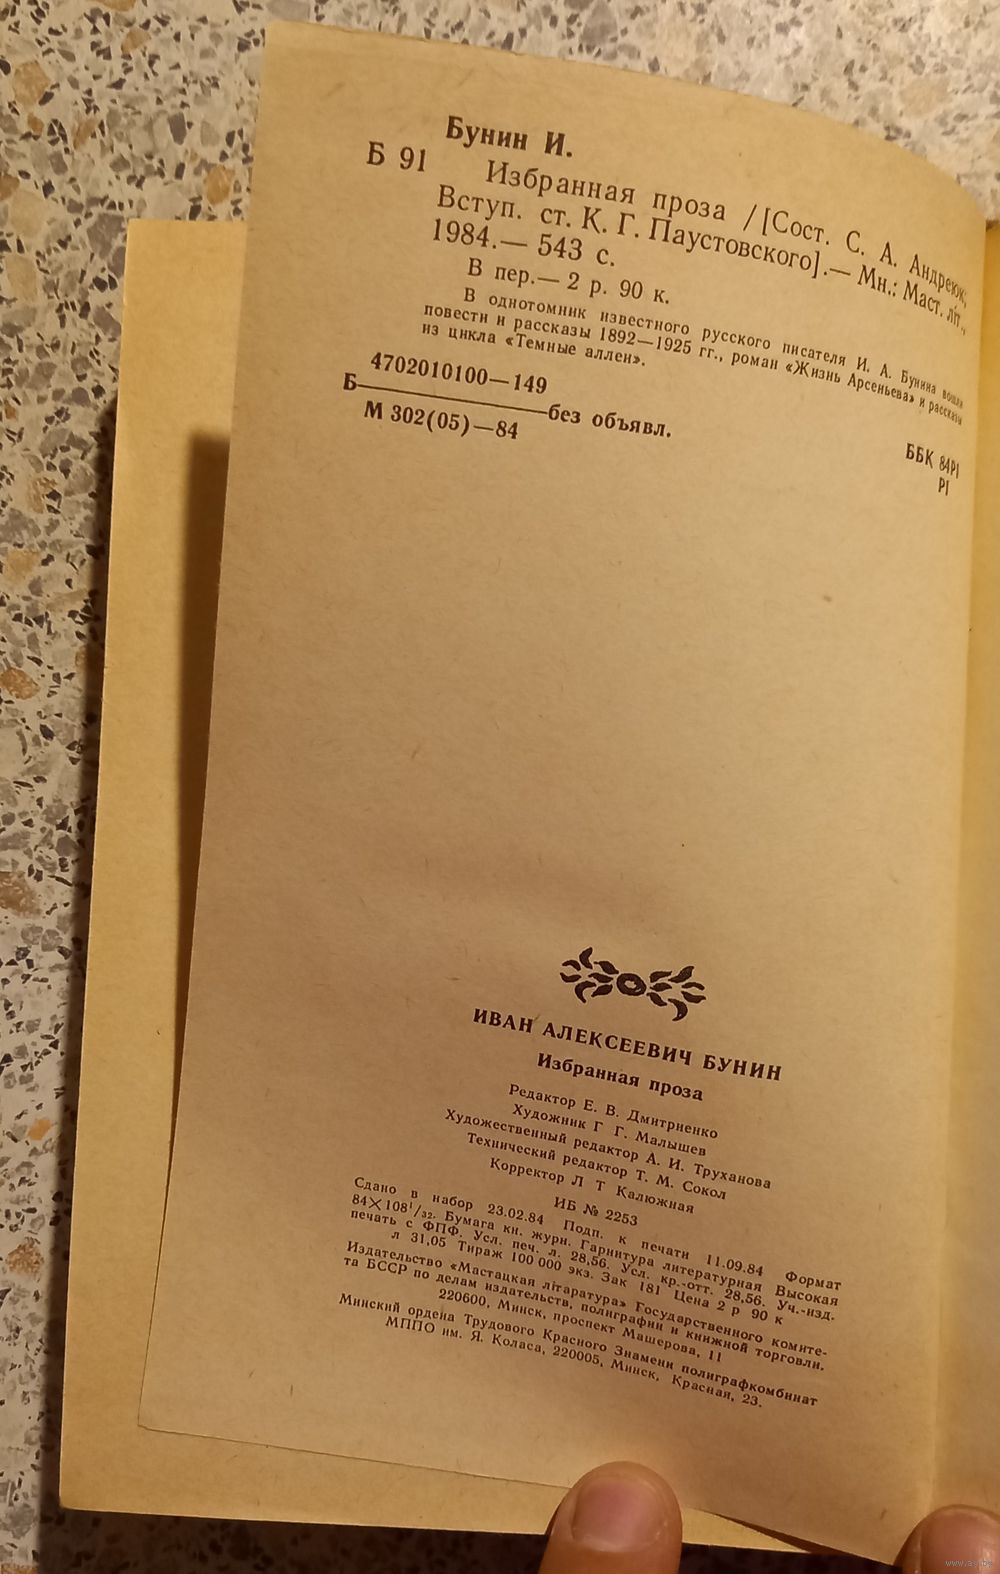 Бунин И.
Б 91 Избранная проза / [Сост. С. А. Андреюк;
Вступ. ст. К. Г. Паустовского].— Мн.: Маст. літ.,
1984.— 543 с.
В пер.— 2 р. 90 к.
В однотомник известного русского писателя И. А. Бунина вошли
повести и рассказы 1892—1925 гг., роман «Жизнь Арсеньева» и рассказы
из цикла «Темные аллеи».
4702010100—149
Б—без объявл.
М 302(05)—84
ББК 84Р1
Р1
ИВАН АЛЕКСЕЕВИЧ БУНИН
Избранная проза
Редактор Е. В. Дмитриенко
Художник Г Г. Малышев
Художественный редактор А. И. Труханова
Технический редактор Т. М. Сокол
Корректор Л Т Калюжная
ИБ № 2253
Сдано в набор 23.02.84 Подп. к печати 11.09.84 Формат
84×108¹/₃₂. Бумага кн. журн. Гарнитура литературная Высокая
печать с ФПФ. Усл. печ. л. 28,56. Усл. кр.-отт. 28,56. Уч.-изд.
л 31,05 Тираж 100 000 экз. Зак 181 Цена 2 р 90 к
Издательство «Мастацкая літаратура» Государственного комите-
та БССР по делам издательств, полиграфии и книжной торговли.
220600, Минск, проспект Машерова, 11
Минский ордена Трудового Красного Знамени полиграфкомбинат
МППО им. Я. Коласа, 220005, Минск, Красная, 23.
www.ay.by